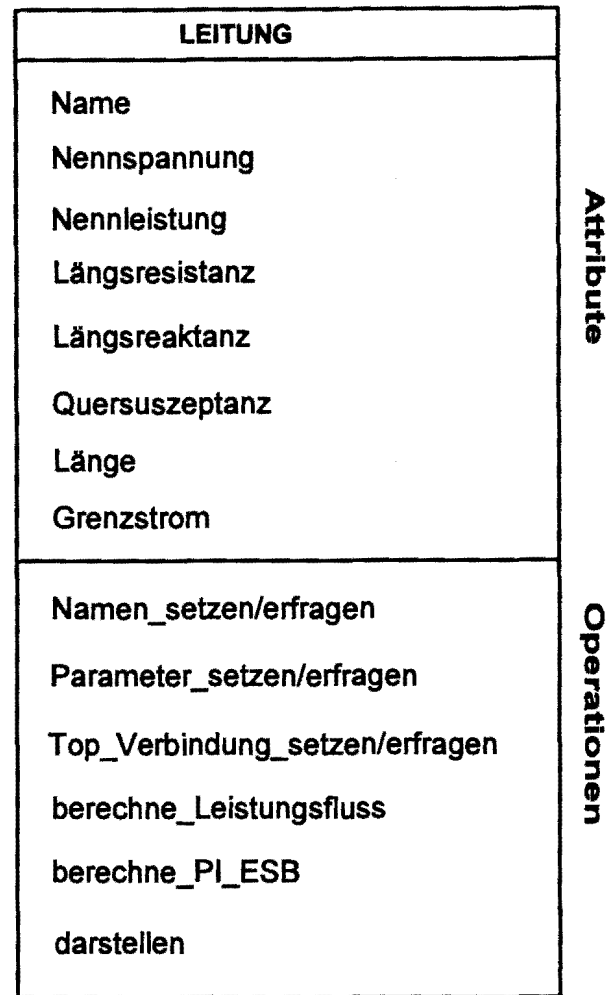 LEITUNG
Name
Nennspannung
Nennleistung
Längsresistanz
Längsreaktanz
Quersuszeptanz
Länge
Grenzstrom
Attribute
Namen_setzen/erfragen
Parameter_setzen/erfragen
Top_Verbindung_setzen/erfragen
berechne_Leistungsfluss
berechne_PI_ESB
darstellen
Operationen